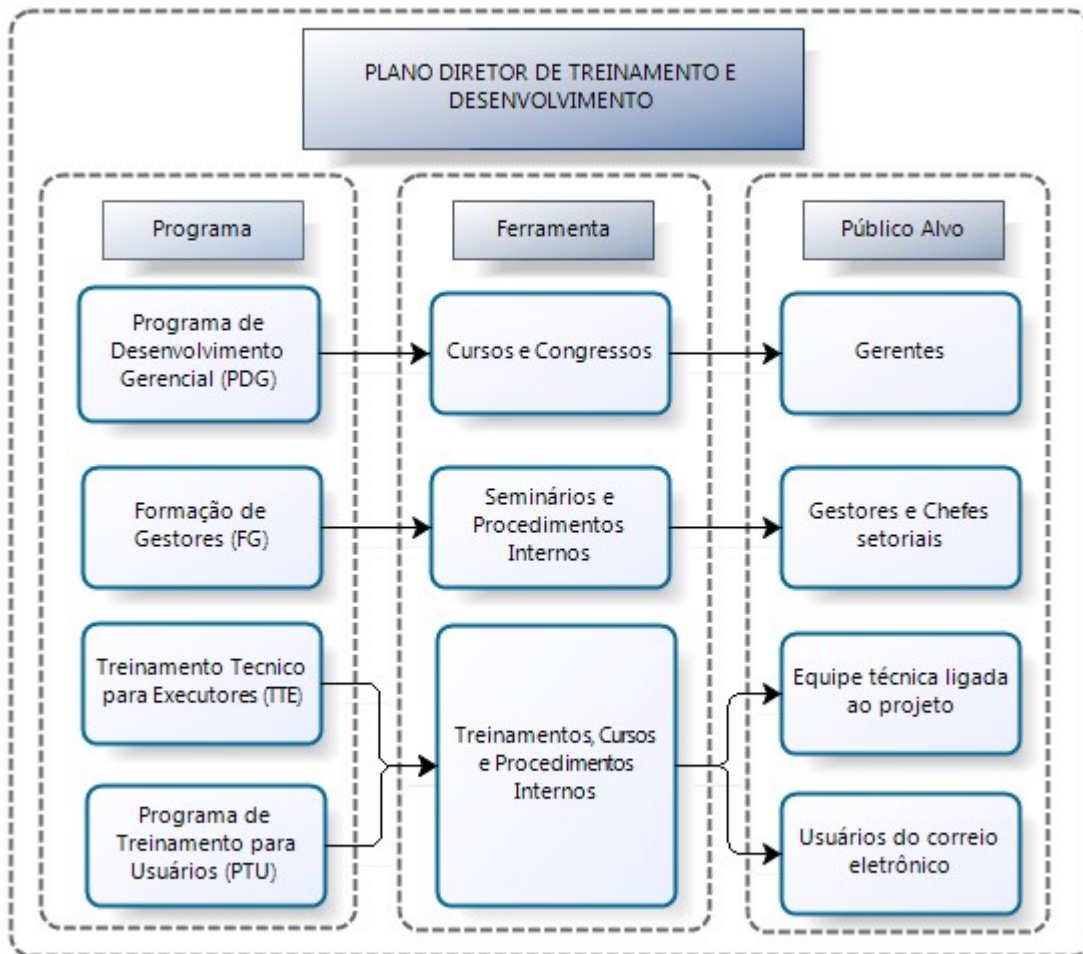 PLANO DIRETOR DE TREINAMENTO E
DESENVOLVIMENTO
Programa
Ferramenta
Público Alvo
Programa de
Desenvolvimento
Gerencial (PDG)
Cursos e Congressos
Gerentes
Formação de
Gestores (FG)
Seminários e
Procedimentos
Internos
Gestores e Chefes
setoriais
Treinamento Tecnico
para Executores (TTE)
Treinamentos, Cursos
e Procedimentos
Internos
Equipe técnica ligada
ao projeto
Programa de
Treinamento para
Usuários (PTU)
Usuários do correio
eletrônico